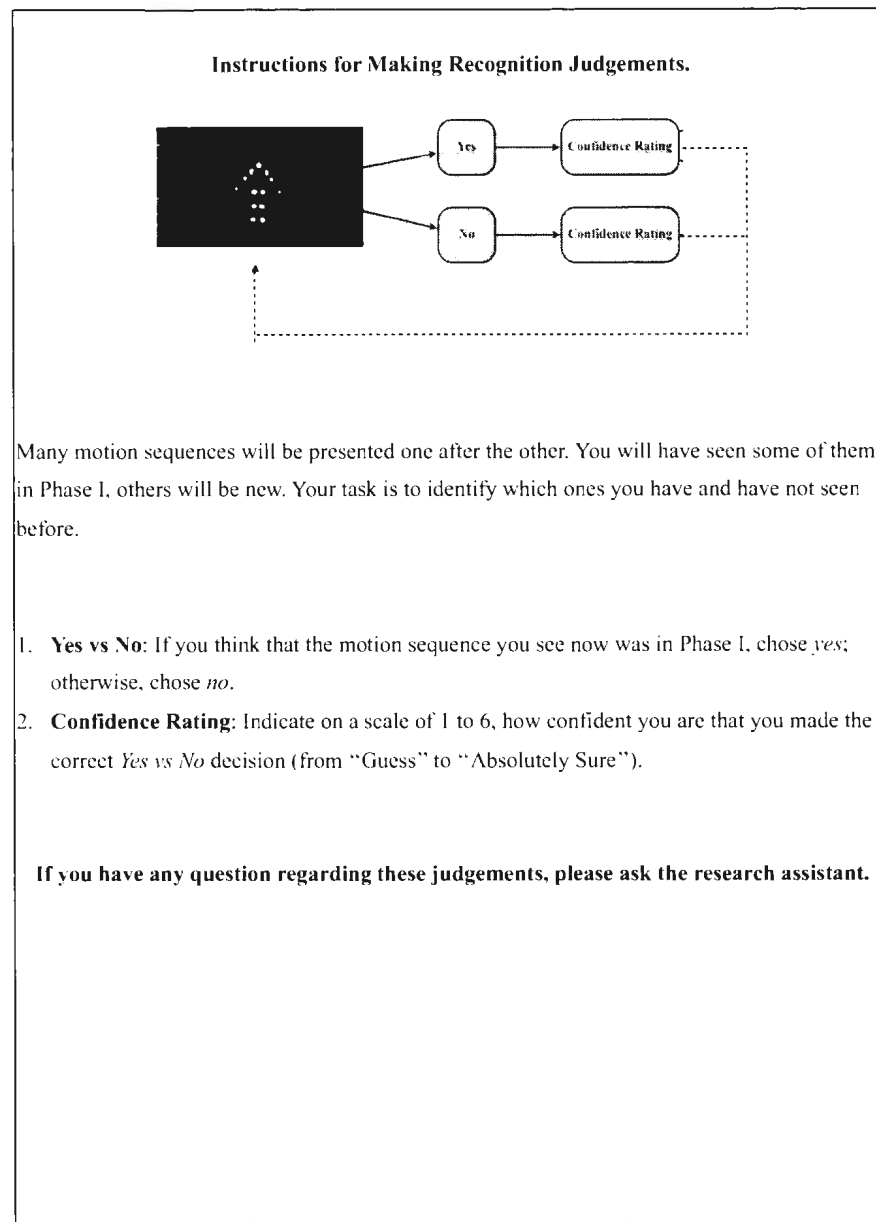 Instructions for Making Recognition Judgements.
Yes
Confidence Rating
No
Confidence Rating
Many motion sequences will be presented one after the other. You will have seen some of them
in Phase I, others will be new. Your task is to identify which ones you have and have not seen
before.
1. Yes vs No: If you think that the motion sequence you see now was in Phase I, chose yes;
otherwise, chose no.
2. Confidence Rating: Indicate on a scale of 1 to 6, how confident you are that you made the
correct Yes vs No decision (from "Guess" to "Absolutely Sure").
If you have any question regarding these judgements, please ask the research assistant.